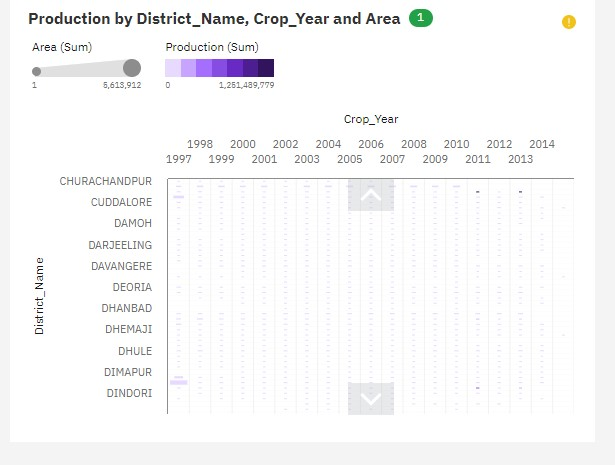 Production by District_Name, Crop_Year and Area 1
!
Area (Sum)
1 5,613,912
Production (Sum)
0 1,251,489,779
Crop_Year
1998 2000 2002 2004 2006 2008 2010 2012 2014
1997 1999 2001 2003 2005 2007 2009 2011 2013
District_Name
CHURACHANDPUR
CUDDALORE
DAMOH
DARJEELING
DAVANGERE
DEORIA
DHANBAD
DHEMAJI
DHULE
DIMAPUR
DINDORI